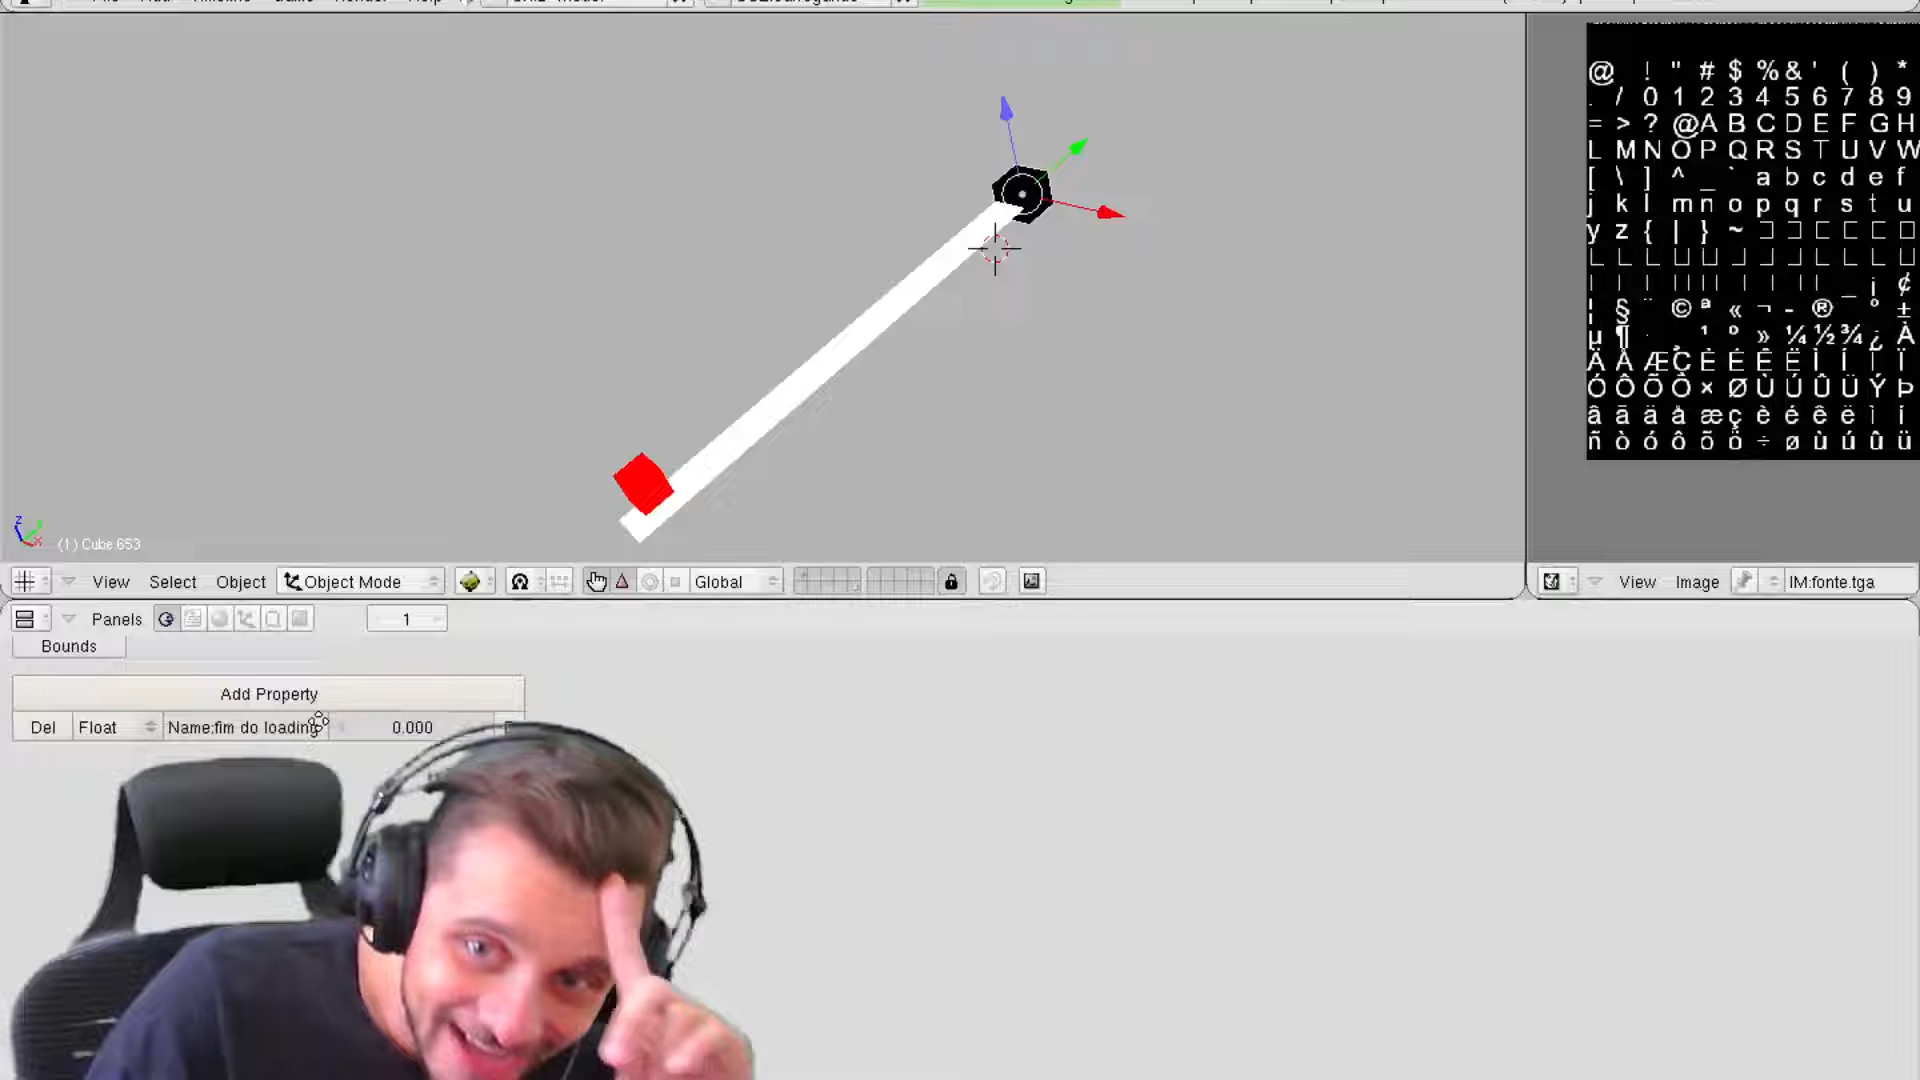 @ ! " # $ % & ' ( ) *
. / 0 1 2 3 4 5 6 7 8 9
= > ? @ A B C D E F G H
L M N O P Q R S T U V W
[ \ ] ^ _ ` a b c d e f
j k l m n o p q r s t u
y z { | } ~
¡ ¢
¦ § ¨ © ª « ¬ - ® ° ±
µ ¶ · ¸ ¹ º » ¼ ½ ¾ ¿ À
Ä Å Æ Ç È É Ê Ë Ì Í Î Ï
Ó Ô Õ Ö × Ø Ù Ú Û Ü Ý Þ
â ã ä å æ ç è é ê ë ì í
ñ ò ó ô õ ö ÷ ø ù ú û ü
z
x
(1) Cube.653
View Select Object Object Mode Global
View Image IM:fonte.tga
Panels 1
Bounds
Add Property
Del Float Name:fim do loading 0.000